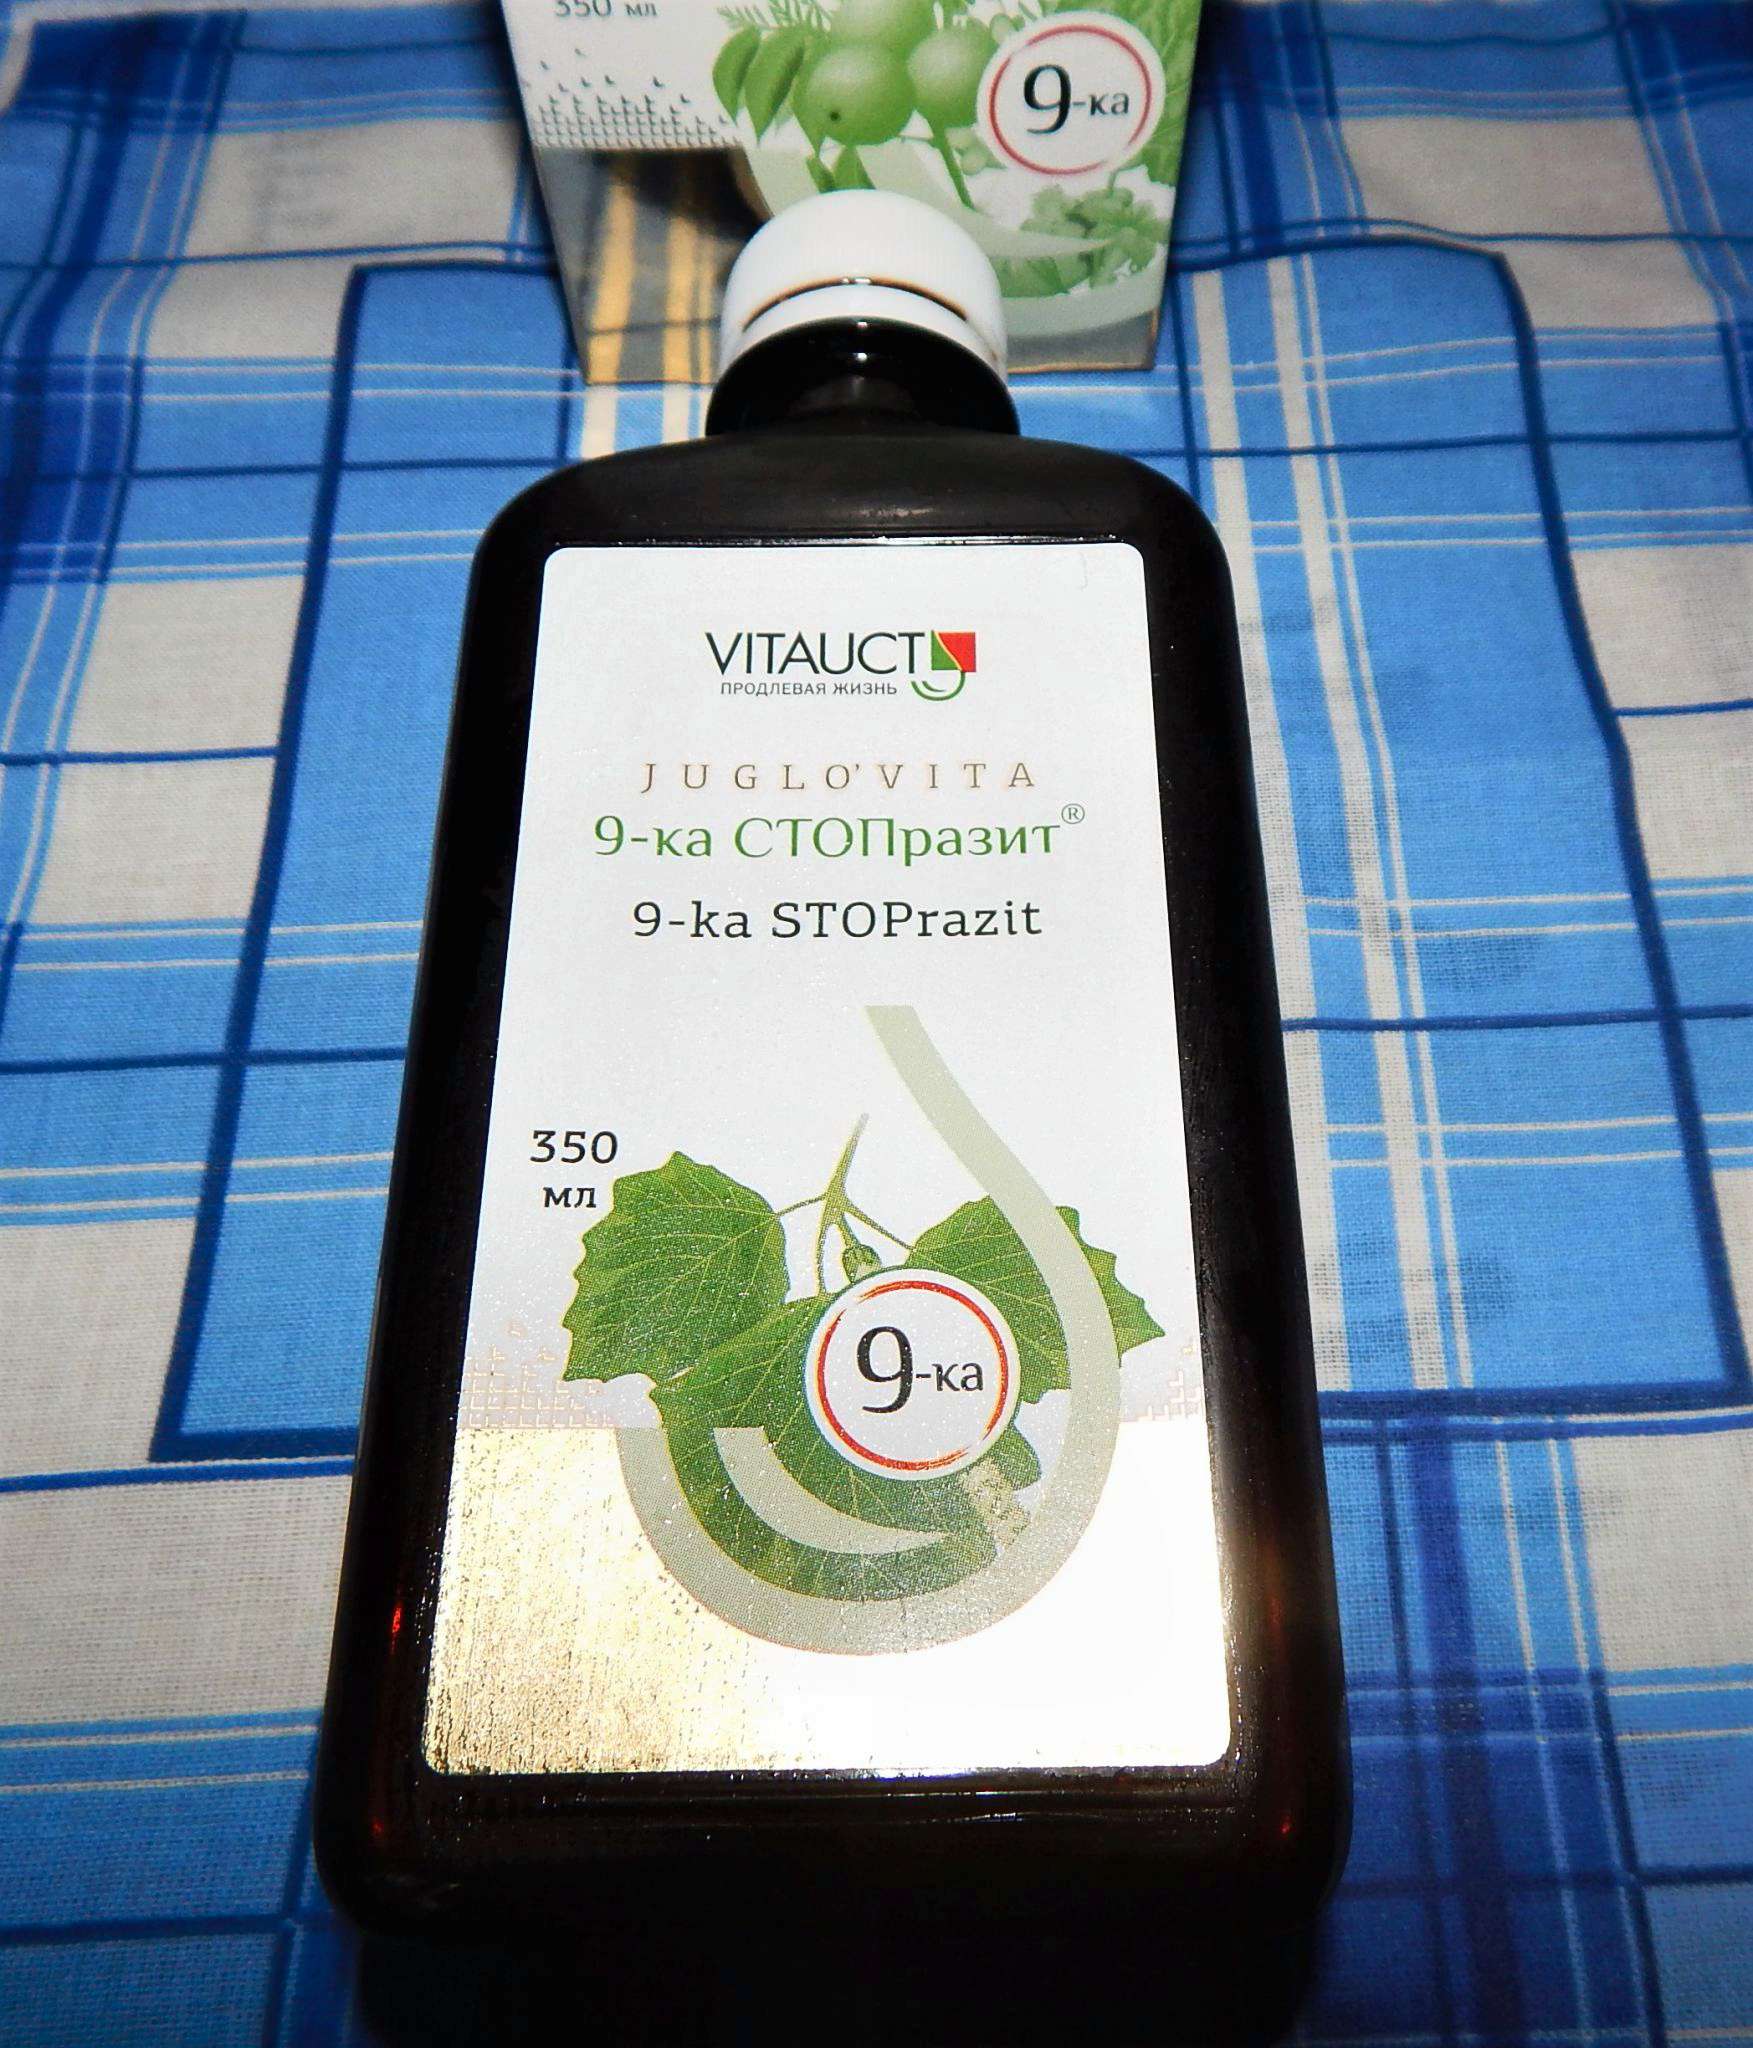 350 мл
9-ка
VITAUCT
ПРОДЛЕВАЯ ЖИЗНЬ
JUGLO'VITA
9-ка СТОПразит®
9-ka STOPrazit
350
мл
9-ка